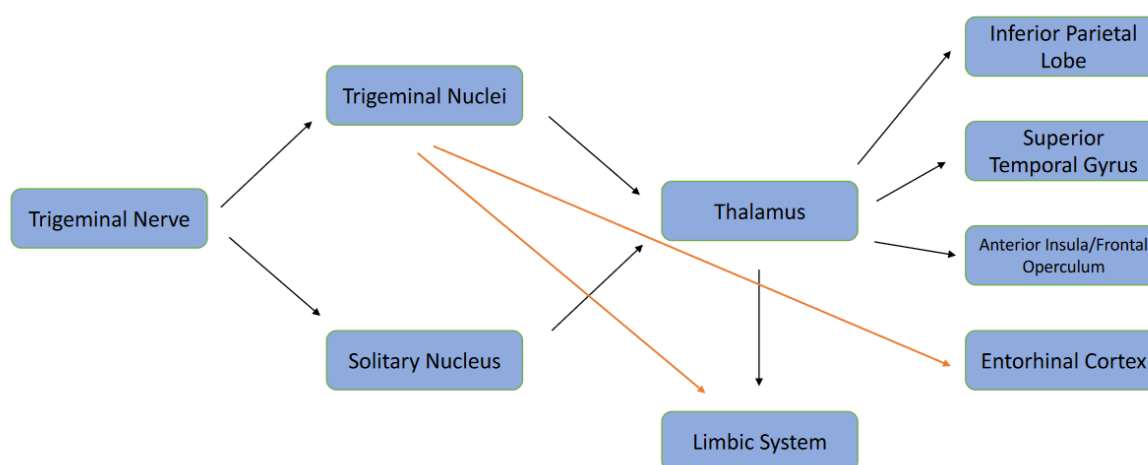 Inferior Parietal
Lobe
Trigeminal Nuclei
Superior
Temporal Gyrus
Trigeminal Nerve
Thalamus
Anterior Insula/Frontal
Operculum
Solitary Nucleus
Entorhinal Cortex
Limbic System